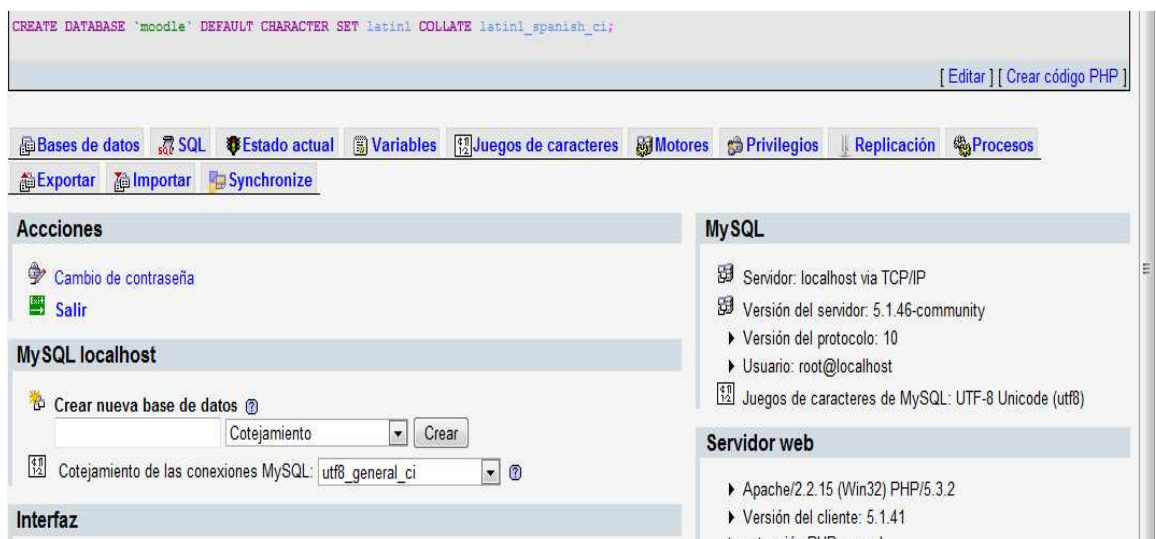 CREATE DATABASE `moodle` DEFAULT CHARACTER SET latin1 COLLATE latin1_spanish_ci;
[ Editar ] [ Crear código PHP ]
Bases de datos SQL Estado actual Variables Juegos de caracteres Motores Privilegios Replicación Procesos
Exportar Importar Synchronize
Accciones
Cambio de contraseña
Salir
MySQL localhost
Crear nueva base de datos
Cotejamiento Crear
Cotejamiento de las conexiones MySQL: utf8_general_ci
Interfaz
MySQL
Servidor: localhost via TCP/IP
Versión del servidor: 5.1.46-community
Versión del protocolo: 10
Usuario: root@localhost
Juegos de caracteres de MySQL: UTF-8 Unicode (utf8)
Servidor web
Apache/2.2.15 (Win32) PHP/5.3.2
Versión del cliente: 5.1.41